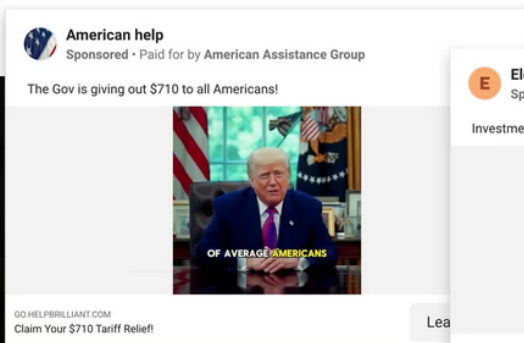 American help
Sponsored • Paid for by American Assistance Group
The Gov is giving out $710 to all Americans!
OF AVERAGE AMERICANS
GO.HELPBRILLIANT.COM
Claim Your $710 Tariff Relief!
E